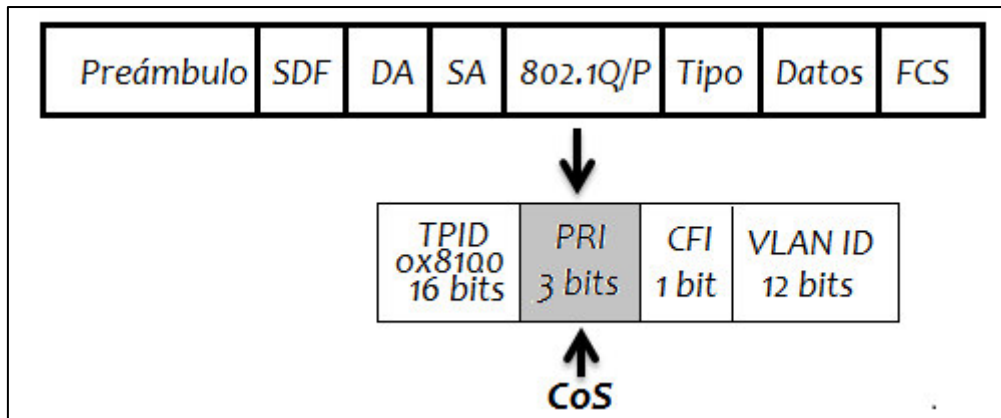 Preámbulo SDF DA SA 802.1Q/P Tipo Datos FCS
TPID
0x8100
16 bits
PRI
3 bits
CFI
1 bit
VLAN ID
12 bits
CoS